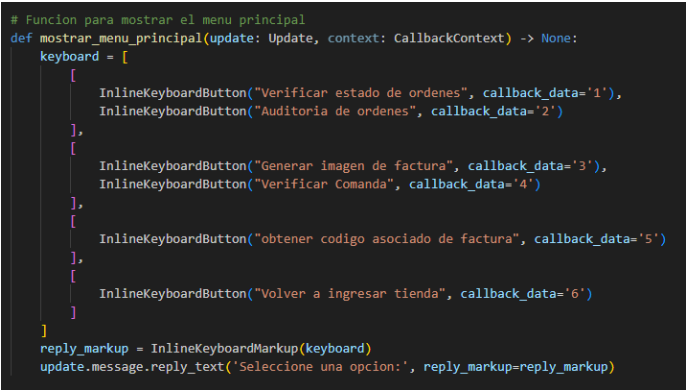 # Funcion para mostrar el menu principal
def mostrar_menu_principal(update: Update, context: CallbackContext) -> None:
    keyboard = [
        [
            InlineKeyboardButton("Verificar estado de ordenes", callback_data='1'),
            InlineKeyboardButton("Auditoria de ordenes", callback_data='2')
        ],
        [
            InlineKeyboardButton("Generar imagen de factura", callback_data='3'),
            InlineKeyboardButton("Verificar Comanda", callback_data='4')
        ],
        [
            InlineKeyboardButton("obtener codigo asociado de factura", callback_data='5')
        ],
        [
            InlineKeyboardButton("Volver a ingresar tienda", callback_data='6')
        ]
    ]
    reply_markup = InlineKeyboardMarkup(keyboard)
    update.message.reply_text('Seleccione una opcion:', reply_markup=reply_markup)